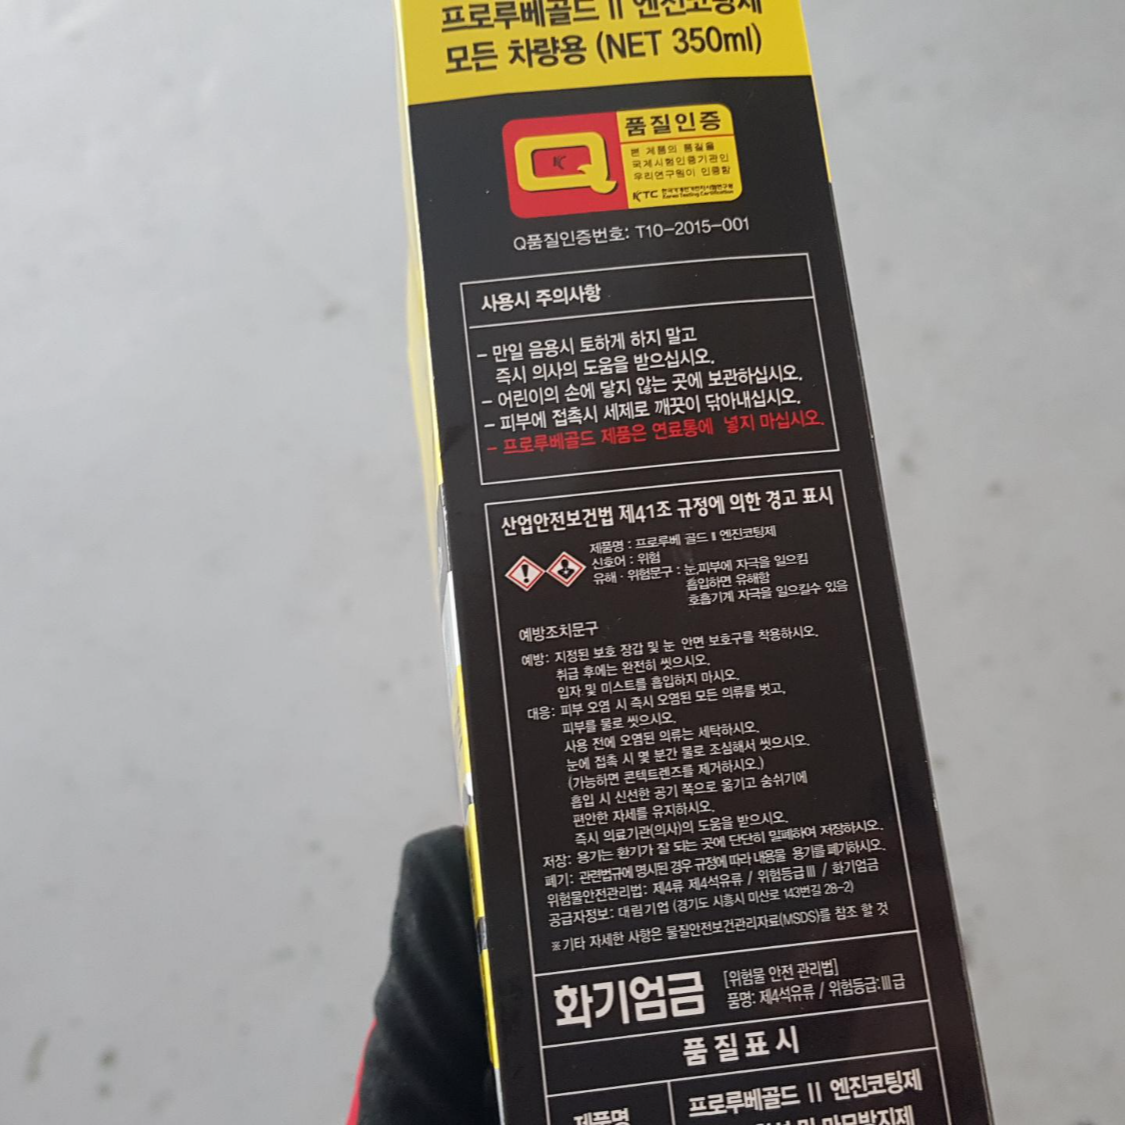 프로루베골드 II 엔진코팅제
모든 차량용 (NET 350ml)
Q
K
품질인증
본 제품의 품질을
국제시험인증기관인
우리연구원이 인증함
KTC
Q품질인증번호: T10-2015-001
사용시 주의사항
- 만일 음용시 토하게 하지 말고
즉시 의사의 도움을 받으십시오.
- 어린이의 손에 닿지 않는 곳에 보관하십시오.
- 피부에 접촉시 세제로 깨끗이 닦아내십시오.
- 프로루베골드 제품은 연료통에 넣지 마십시오.
산업안전보건법 제41조 규정에 의한 경고 표시
제품명 : 프로루베 골드 II 엔진코팅제
신호어 : 위험
유해 · 위험문구 : 눈,피부에 자극을 일으킴
흡입하면 유해함
호흡기계 자극을 일으킬수 있음
예방조치문구
예방: 지정된 보호 장갑 및 눈 안면 보호구를 착용하시오.
취급 후에는 완전히 씻으시오.
입자 및 미스트를 흡입하지 마시오.
대응: 피부 오염 시 즉시 오염된 모든 의류를 벗고,
피부를 물로 씻으시오.
사용 전에 오염된 의류는 세탁하시오.
눈에 접촉 시 몇 분간 물로 조심해서 씻으시오.
(가능하면 콘텍트렌즈를 제거하시오.)
흡입 시 신선한 공기 쪽으로 옮기고 숨쉬기에
편안한 자세를 유지하시오.
즉시 의료기관(의사)의 도움을 받으시오.
저장: 용기는 환기가 잘 되는 곳에 단단히 밀폐하여 저장하시오.
폐기: 관련법규에 명시된 경우 규정에 따라 내용물 용기를 폐기하시오.
위험물안전관리법: 제4류 제4석유류 / 위험등급III / 화기엄금
공급자정보: 대림기업 (경기도 시흥시 미산로 143번길 28-2)
※기타 자세한 사항은 물질안전보건관리자료(MSDS)를 참조 할 것
화기엄금
[위험물 안전 관리법]
품명: 제4석유류 / 위험등급:III급
품질표시
제품명
프로루베골드 II 엔진코팅제
및 마모방지제